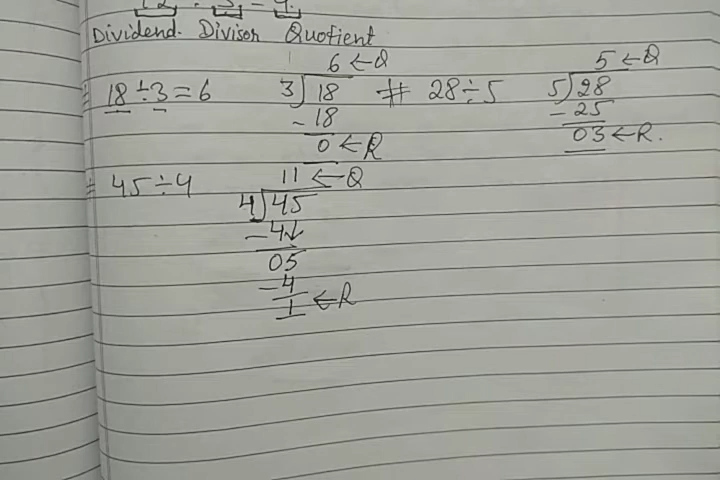 Dividend. Divisor Quotient
18 ÷ 3 = 6
6 ← Q
3)18
- 18
0 ← R
# 28 ÷ 5
5 ← Q
5)28
- 25
03 ← R.
45 ÷ 4
11 ← Q
4)45
- 4↓
05
- 4
1 ← R